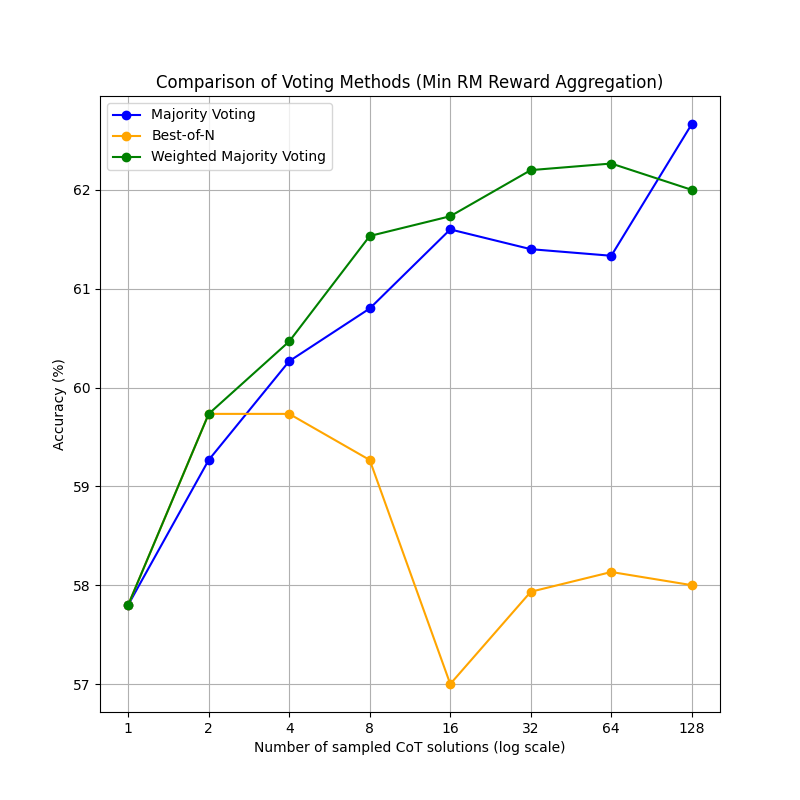 Comparison of Voting Methods (Min RM Reward Aggregation)
Majority Voting
Best-of-N
Weighted Majority Voting
Accuracy (%)
62
61
60
59
58
57
1 2 4 8 16 32 64 128
Number of sampled CoT solutions (log scale)